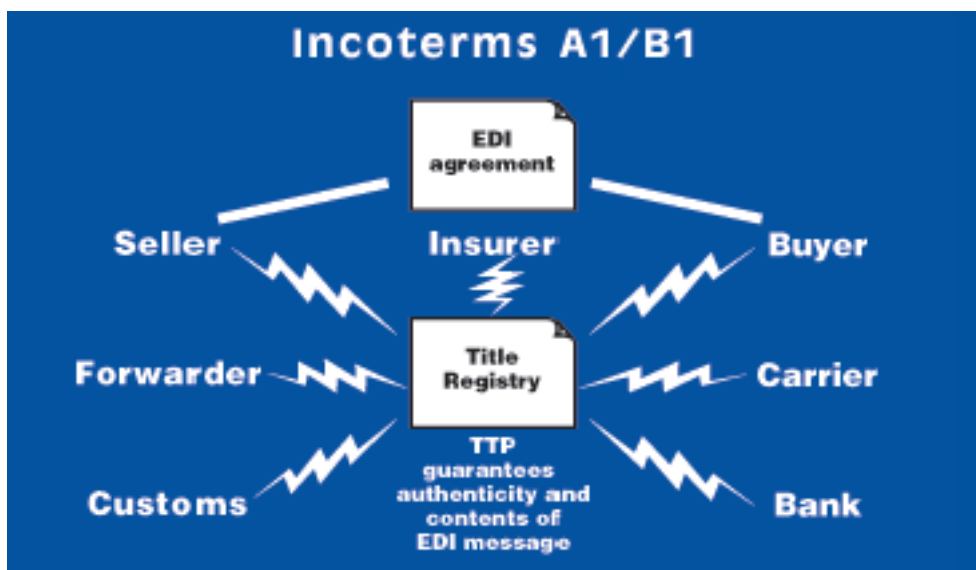 Incoterms A1/B1
EDI
agreement
Seller
Insurer
Buyer
Title
Registry
Forwarder
Carrier
TTP
guarantees
authenticity and
contents of
EDI message
Customs
Bank